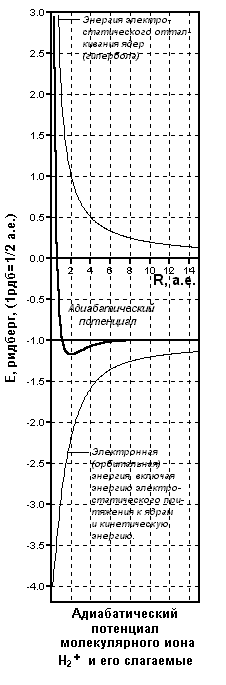 3.0
Энергия электро-
статического оттал-
кивания ядер
(гипербола)
2.5
2.0
1.5
1.0
0.5
0.0
2 4 6 8 10 14
R, а.е.
-0.5
Адиабатический
потенциал
-1.0
-1.5
-2.0
Электронная
(орбитальная)
энергия, включая
энергию электро-
статического при-
тяжения к ядрам
и кинетическую
энергию.
-2.5
-3.0
-3.5
-4.0
E, ридберг, (1рдб=1/2 а.е.)
Адиабатический
потенциал
молекулярного иона
H₂⁺ и его слагаемые